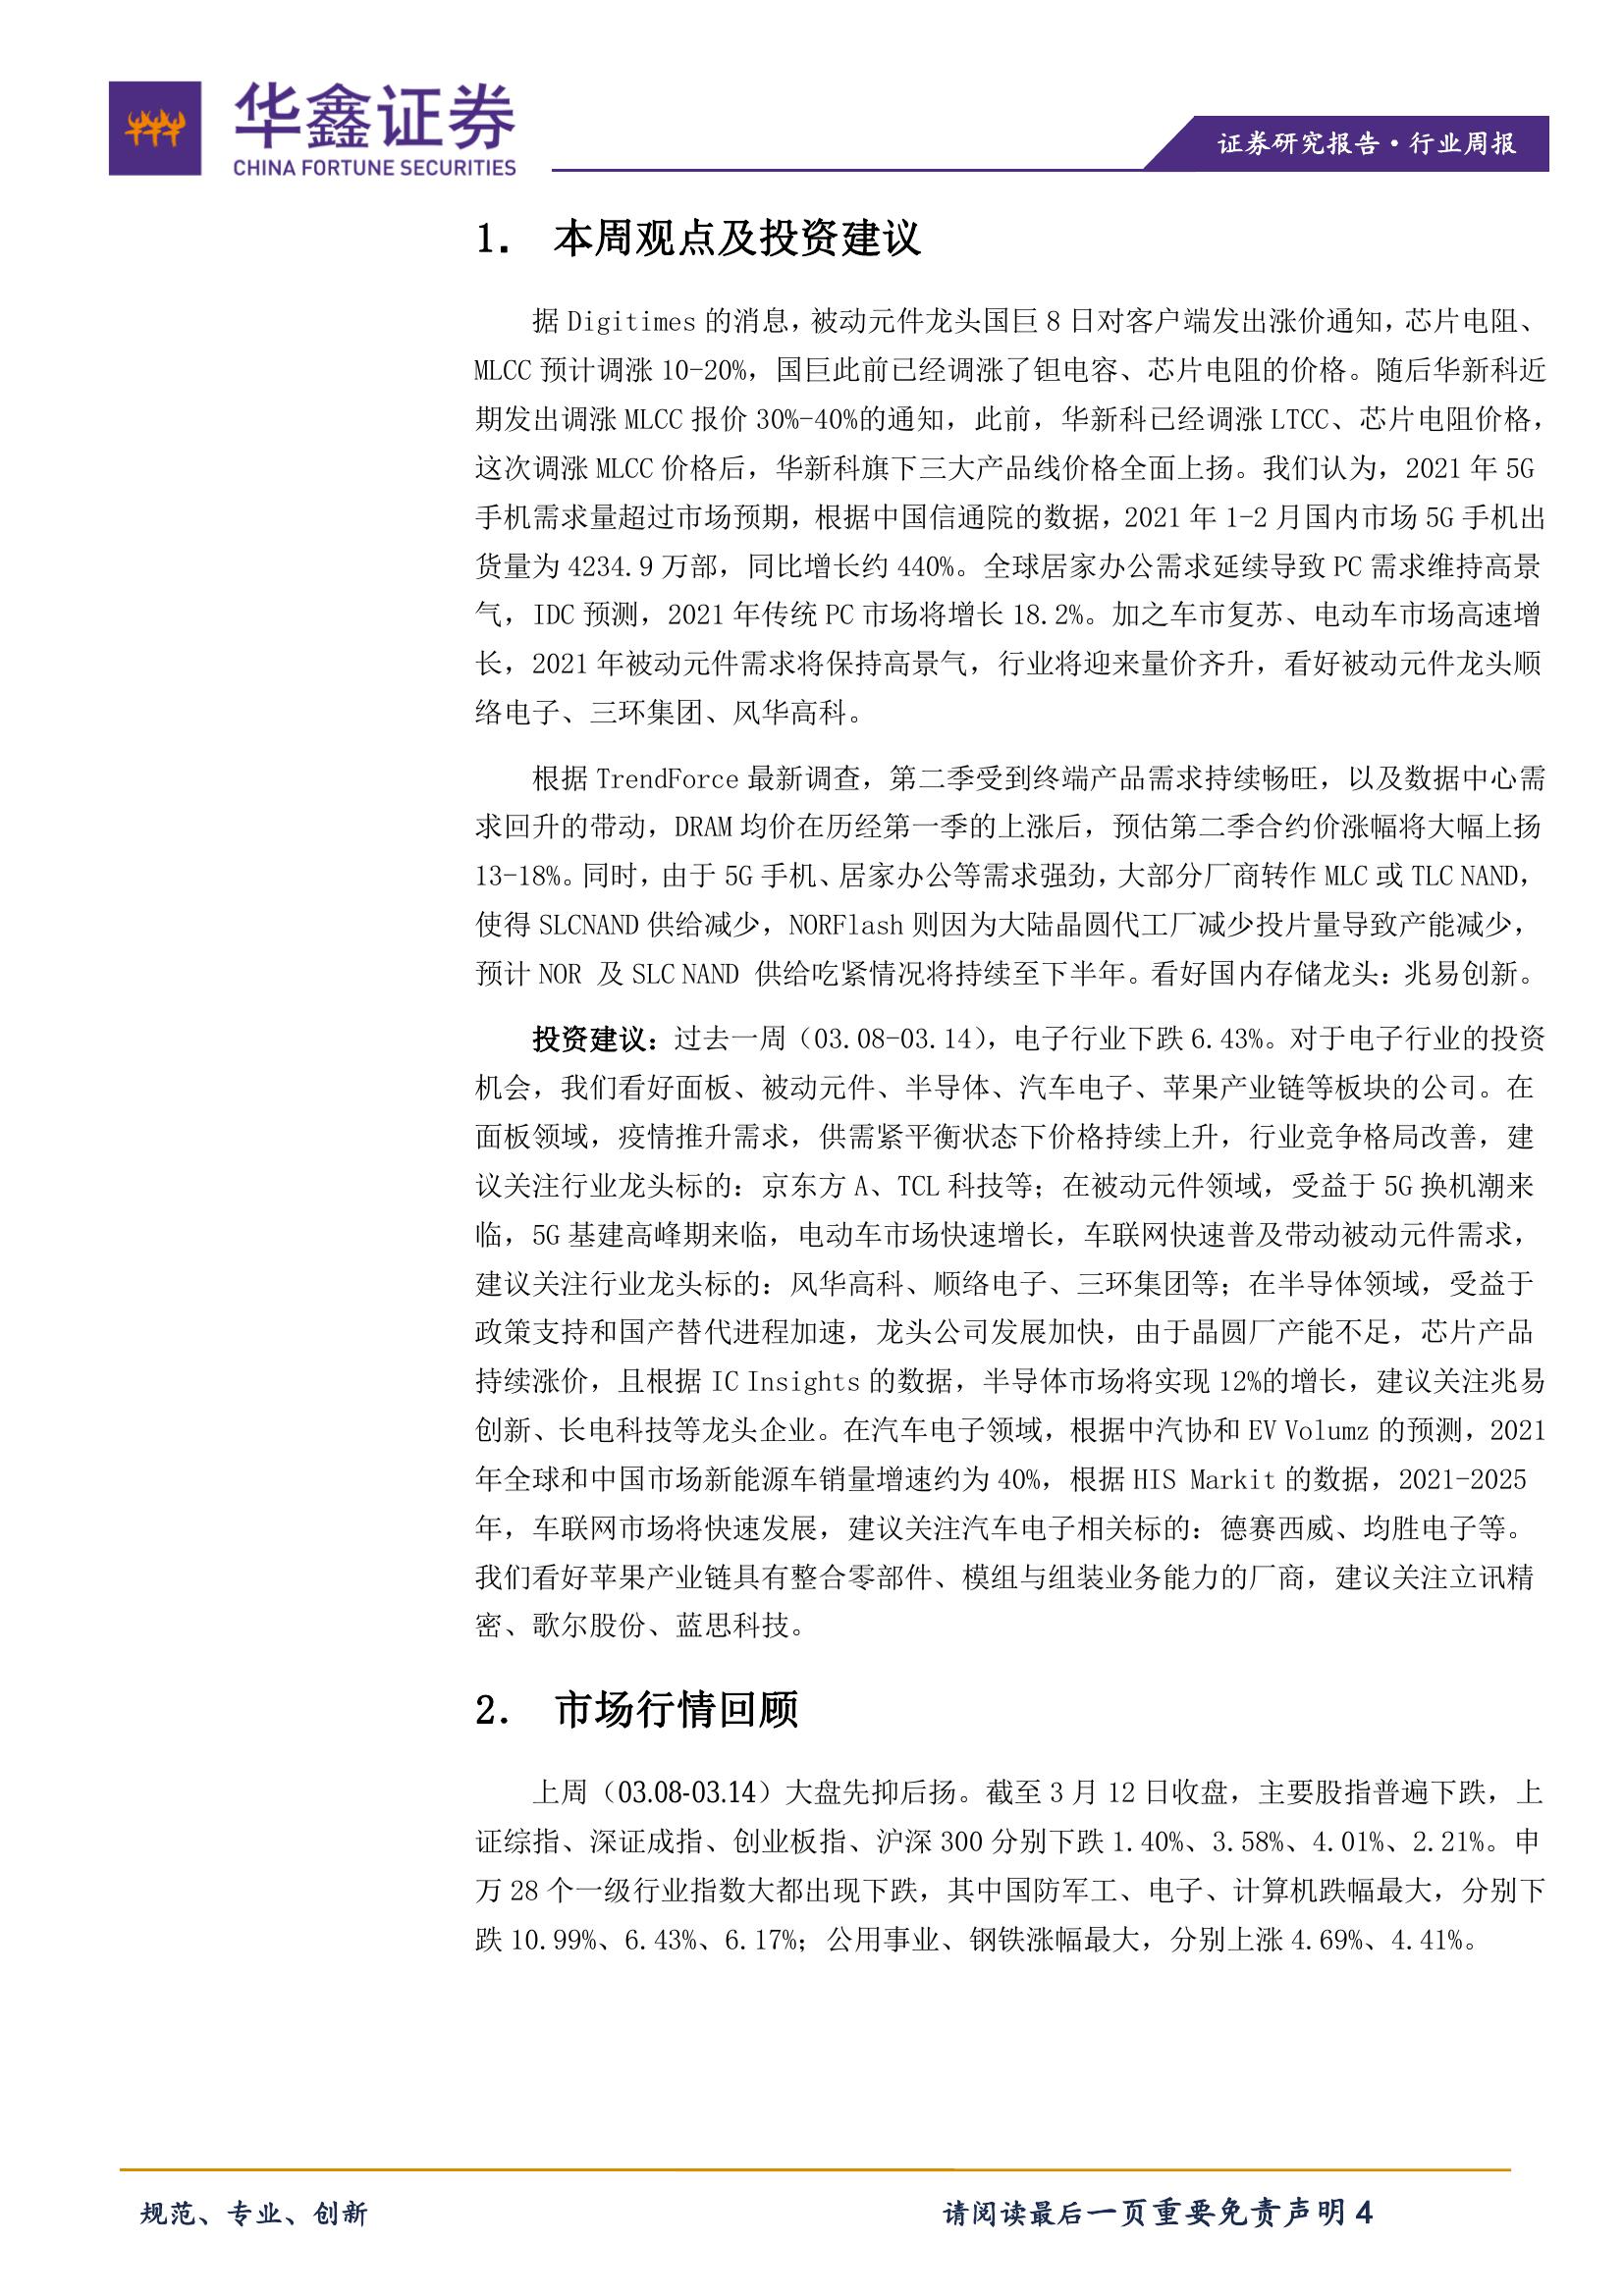 华鑫证券
CHINA FORTUNE SECURITIES
证券研究报告·行业周报
1. 本周观点及投资建议
据 Digitimes 的消息，被动元件龙头国巨 8 日对客户端发出涨价通知，芯片电阻、
MLCC 预计调涨 10-20%，国巨此前已经调涨了钽电容、芯片电阻的价格。随后华新科近
期发出调涨 MLCC 报价 30%-40%的通知，此前，华新科已经调涨 LTCC、芯片电阻价格，
这次调涨 MLCC 价格后，华新科旗下三大产品线价格全面上扬。我们认为，2021 年 5G
手机需求量超过市场预期，根据中国信通院的数据，2021 年 1-2 月国内市场 5G 手机出
货量为 4234.9 万部，同比增长约 440%。全球居家办公需求延续导致 PC 需求维持高景
气，IDC 预测，2021 年传统 PC 市场将增长 18.2%。加之车市复苏、电动车市场高速增
长，2021 年被动元件需求将保持高景气，行业将迎来量价齐升，看好被动元件龙头顺
络电子、三环集团、风华高科。
根据 TrendForce 最新调查，第二季受到终端产品需求持续畅旺，以及数据中心需
求回升的带动，DRAM 均价在历经第一季的上涨后，预估第二季合约价涨幅将大幅上扬
13-18%。同时，由于 5G 手机、居家办公等需求强劲，大部分厂商转作 MLC 或 TLC NAND，
使得 SLCNAND 供给减少，NORFlash 则因为大陆晶圆代工厂减少投片量导致产能减少，
预计 NOR 及 SLC NAND 供给吃紧情况将持续至下半年。看好国内存储龙头：兆易创新。
投资建议：过去一周（03.08-03.14），电子行业下跌 6.43%。对于电子行业的投资
机会，我们看好面板、被动元件、半导体、汽车电子、苹果产业链等板块的公司。在
面板领域，疫情推升需求，供需紧平衡状态下价格持续上升，行业竞争格局改善，建
议关注行业龙头标的：京东方 A、TCL 科技等；在被动元件领域，受益于 5G 换机潮来
临，5G 基建高峰期来临，电动车市场快速增长，车联网快速普及带动被动元件需求，
建议关注行业龙头标的：风华高科、顺络电子、三环集团等；在半导体领域，受益于
政策支持和国产替代进程加速，龙头公司发展加快，由于晶圆厂产能不足，芯片产品
持续涨价，且根据 IC Insights 的数据，半导体市场将实现 12%的增长，建议关注兆易
创新、长电科技等龙头企业。在汽车电子领域，根据中汽协和 EV Volumz 的预测，2021
年全球和中国市场新能源车销量增速约为 40%，根据 HIS Markit 的数据，2021-2025
年，车联网市场将快速发展，建议关注汽车电子相关标的：德赛西威、均胜电子等。
我们看好苹果产业链具有整合零部件、模组与组装业务能力的厂商，建议关注立讯精
密、歌尔股份、蓝思科技。
2. 市场行情回顾
上周（03.08-03.14）大盘先抑后扬。截至 3 月 12 日收盘，主要股指普遍下跌，上
证综指、深证成指、创业板指、沪深 300 分别下跌 1.40%、3.58%、4.01%、2.21%。申
万 28 个一级行业指数大都出现下跌，其中国防军工、电子、计算机跌幅最大，分别下
跌 10.99%、6.43%、6.17%；公用事业、钢铁涨幅最大，分别上涨 4.69%、4.41%。
规范、专业、创新
请阅读最后一页重要免责声明 4